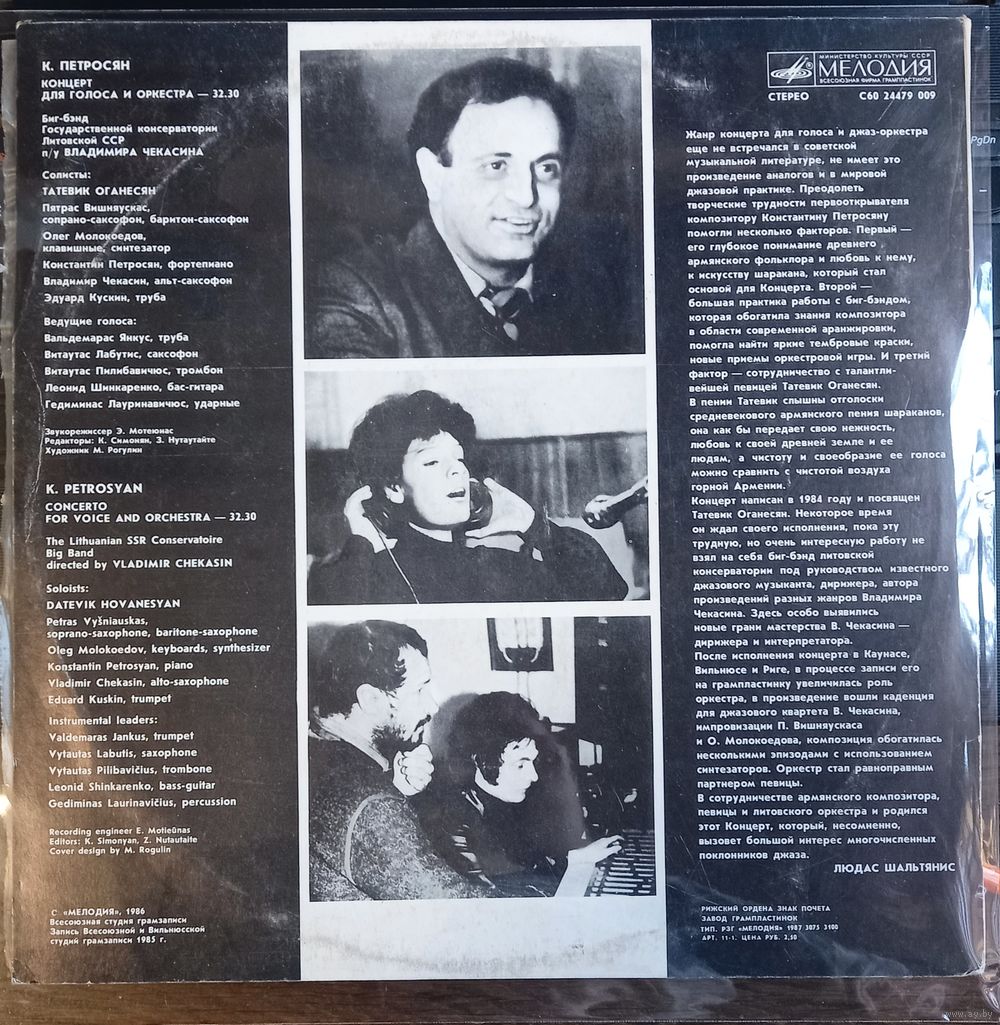 К. ПЕТРОСЯН
КОНЦЕРТ
ДЛЯ ГОЛОСА И ОРКЕСТРА — 32.30
Биг-бэнд
Государственной консерватории
Литовской ССР
п/у ВЛАДИМИРА ЧЕКАСИНА
Солисты:
ТАТЕВИК ОГАНЕСЯН
Пятрас Вишняускас,
сопрано-саксофон, баритон-саксофон
Олег Молокоедов,
клавишные, синтезатор
Константин Петросян, фортепиано
Владимир Чекасин, альт-саксофон
Эдуард Кускин, труба
Ведущие голоса:
Вальдемарас Янкус, труба
Витаутас Лабутис, саксофон
Витаутас Пилибавичюс, тромбон
Леонид Шинкаренко, бас-гитара
Гедиминас Лауринавичюс, ударные
Звукорежиссер Э. Мотеюнас
Редакторы: К. Симонян, З. Нутаутайте
Художник М. Рогулин
K. PETROSYAN
CONCERTO
FOR VOICE AND ORCHESTRA — 32.30
The Lithuanian SSR Conservatoire
Big Band
directed by VLADIMIR CHEKASIN
Soloists:
DATEVIK HOVANESYAN
Petras Vyšniauskas,
soprano-saxophone, baritone-saxophone
Oleg Molokoedov, keyboards, synthesizer
Konstantin Petrosyan, piano
Vladimir Chekasin, alto-saxophone
Eduard Kuskin, trumpet
Instrumental leaders:
Valdemaras Jankus, trumpet
Vytautas Labutis, saxophone
Vytautas Pilibavičius, trombone
Leonid Shinkarenko, bass-guitar
Gediminas Laurinavičius, percussion
Recording engineer E. Motieūnas
Editors: K. Simonyan, Z. Nutautaite
Cover design by M. Rogulin
© «МЕЛОДИЯ», 1986
Всесоюзная студия грамзаписи
Запись Всесоюзной и Вильнюсской
студий грамзаписи 1985 г.
МИНИСТЕРСТВО КУЛЬТУРЫ СССР
МЕЛОДИЯ
ВСЕСОЮЗНАЯ ФИРМА ГРАМПЛАСТИНОК
СТЕРЕО С60 24479 009
Жанр концерта для голоса и джаз-оркестра
еще не встречался в советской
музыкальной литературе, не имеет это
произведение аналогов и в мировой
джазовой практике. Преодолеть
творческие трудности первооткрывателя
композитору Константину Петросяну
помогли несколько факторов. Первый —
его глубокое понимание древнего
армянского фольклора и любовь к нему,
к искусству шаракана, который стал
основой для Концерта. Второй —
большая практика работы с биг-бэндом,
которая обогатила знания композитора
в области современной аранжировки,
помогла найти яркие тембровые краски,
новые приемы оркестровой игры. И третий
фактор — сотрудничество с талантли-
вейшей певицей Татевик Оганесян.
В пении Татевик слышны отголоски
средневекового армянского пения шараканов,
она как бы передает свою нежность,
любовь к своей древней земле и ее
людям, а чистоту и своеобразие ее голоса
можно сравнить с чистотой воздуха
горной Армении.
Концерт написан в 1984 году и посвящен
Татевик Оганесян. Некоторое время
он ждал своего исполнения, пока эту
трудную, но очень интересную работу не
взял на себя биг-бэнд литовской
консерватории под руководством известного
джазового музыканта, дирижера, автора
произведений разных жанров Владимира
Чекасина. Здесь особо выявились
новые грани мастерства В. Чекасина —
дирижера и интерпретатора.
После исполнения концерта в Каунасе,
Вильнюсе и Риге, в процессе записи его
на грампластинку увеличилась роль
оркестра, в произведение вошли каденция
для джазового квартета В. Чекасина,
импровизации П. Вишняускаса
и О. Молокоедова, композиция обогатилась
несколькими эпизодами с использованием
синтезаторов. Оркестр стал равноправным
партнером певицы.
В сотрудничестве армянского композитора,
певицы и литовского оркестра и родился
этот Концерт, который, несомненно,
вызовет большой интерес многочисленных
поклонников джаза.
ЛЮДАС ШАЛЬТЯНИС
РИЖСКИЙ ОРДЕНА ЗНАК ПОЧЕТА
ЗАВОД ГРАМПЛАСТИНОК
ТИП. РЗГ «МЕЛОДИЯ» 1987 3075 3100
АРТ. 11-1. ЦЕНА РУБ. 2,50
PgDn
www.ay.by